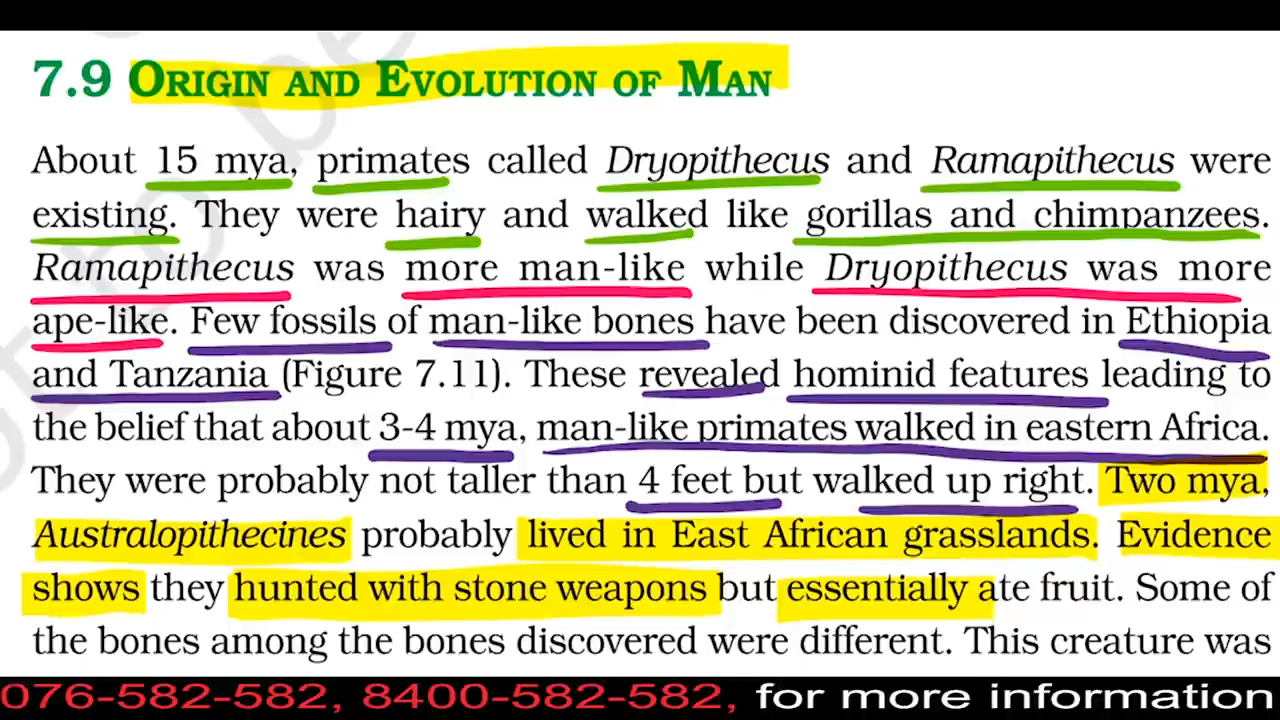 7.9 ORIGIN AND EVOLUTION OF MAN
About 15 mya, primates called Dryopithecus and Ramapithecus were
existing. They were hairy and walked like gorillas and chimpanzees.
Ramapithecus was more man-like while Dryopithecus was more
ape-like. Few fossils of man-like bones have been discovered in Ethiopia
and Tanzania (Figure 7.11). These revealed hominid features leading to
the belief that about 3-4 mya, man-like primates walked in eastern Africa.
They were probably not taller than 4 feet but walked up right. Two mya,
Australopithecines probably lived in East African grasslands. Evidence
shows they hunted with stone weapons but essentially ate fruit. Some of
the bones among the bones discovered were different. This creature was
076-582-582, 8400-582-582, for more information